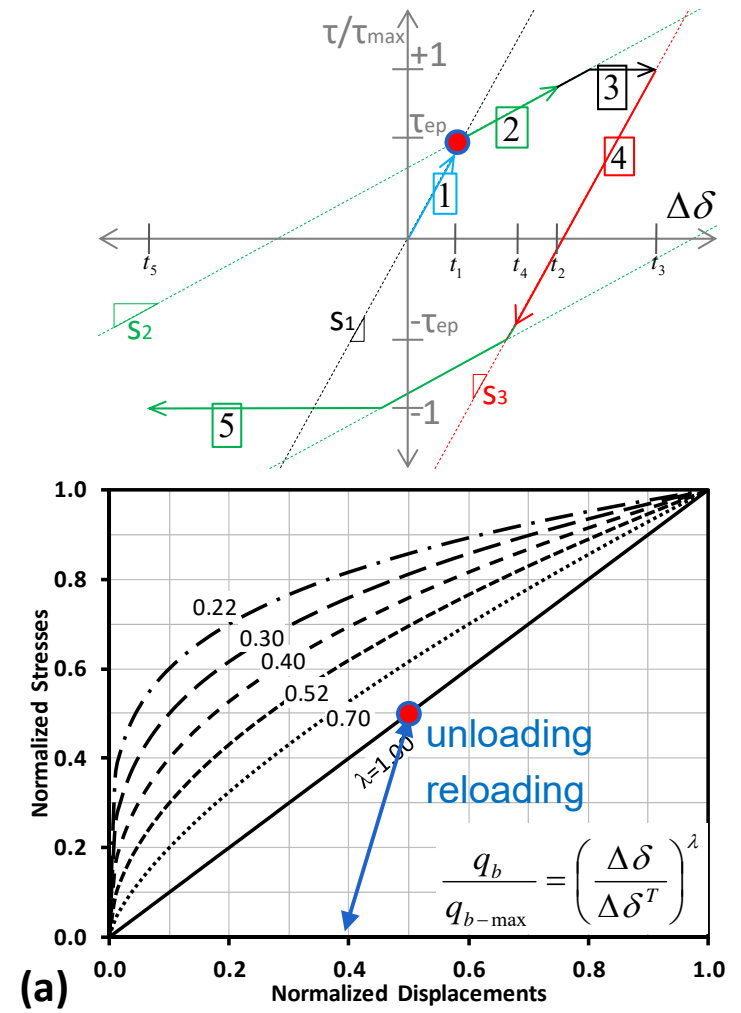 τ/τmax
+1
3
τep
2
4
1
Δδ
t5
t1
t4
t2
t3
S1
S2
-τep
S3
-1
5
1.0
0.8
0.22
0.30
0.6
0.40
0.52
0.70
Normalized Stresses
unloading
λ=1.00
0.4
reloading
0.2
qb / qb−max = (Δδ / Δδ^T)^λ
0.0
0.0 0.2 0.4 0.6 0.8 1.0
(a)
Normalized Displacements